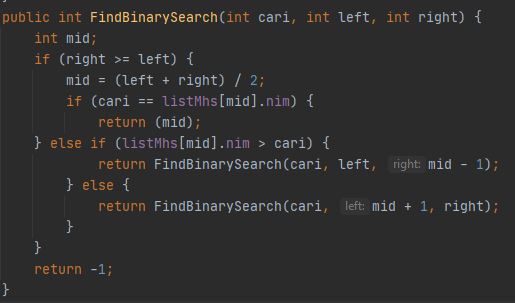 public int FindBinarySearch(int cari, int left, int right) {
    int mid;
    if (right >= left) {
        mid = (left + right) / 2;
        if (cari == listMhs[mid].nim) {
            return (mid);
    } else if (listMhs[mid].nim > cari) {
            return FindBinarySearch(cari, left, right: mid - 1);
        } else {
            return FindBinarySearch(cari, left: mid + 1, right);
        }
    }
    return -1;
}